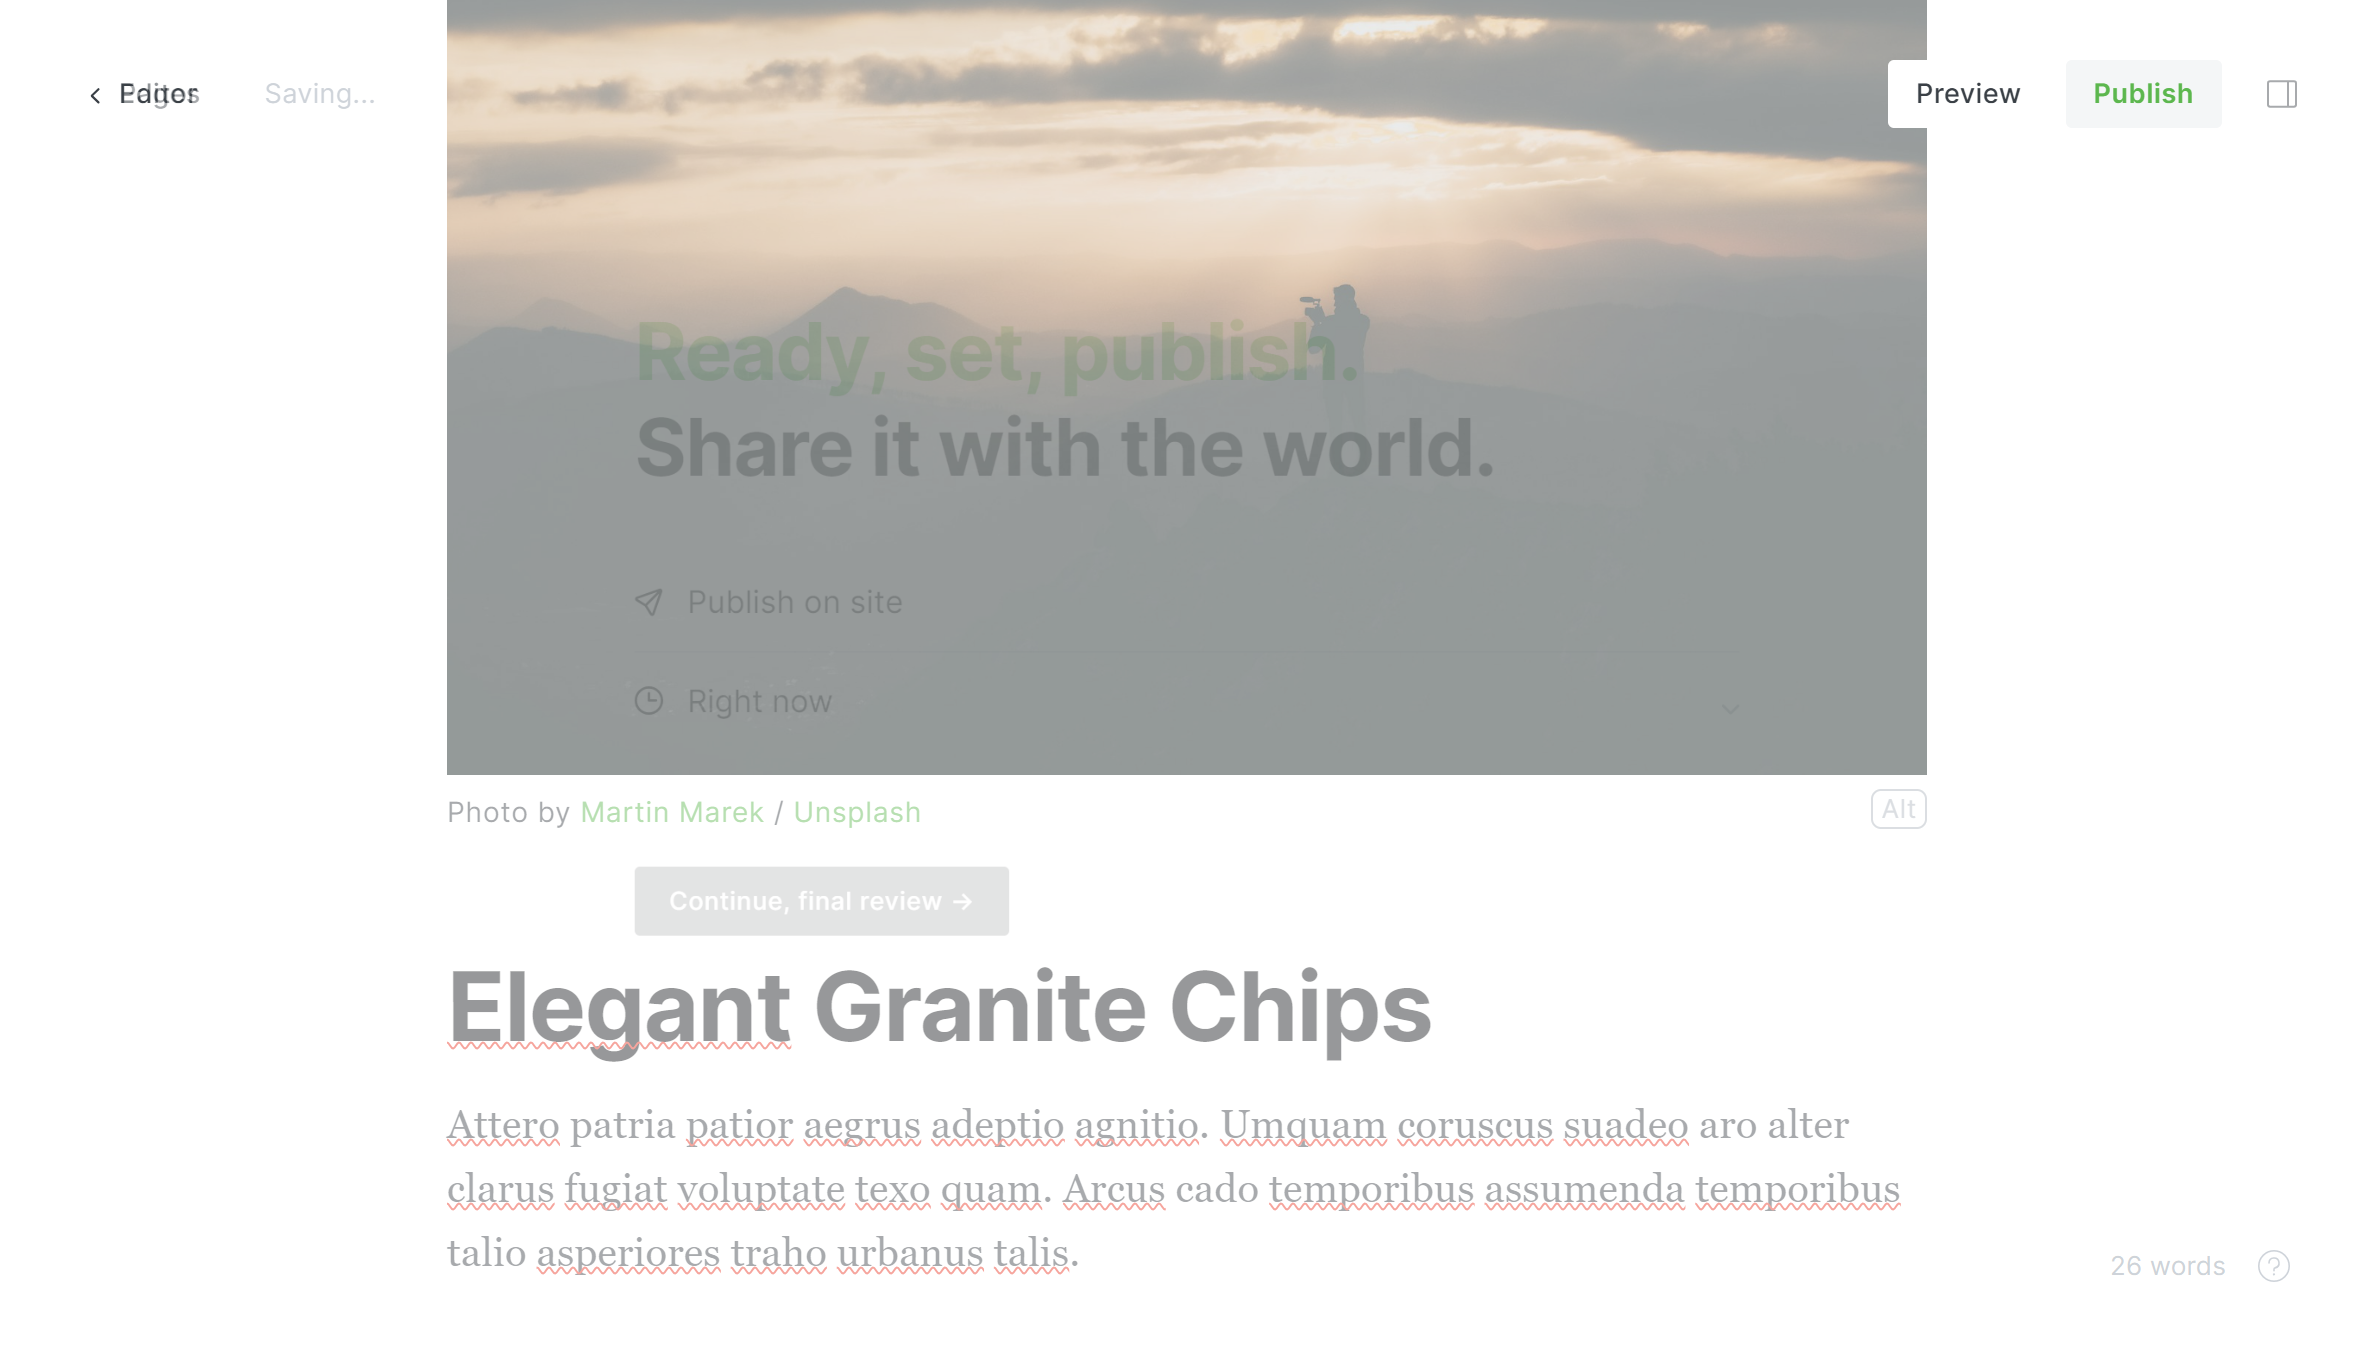 Editor
Pages
Saving...
Preview
Publish
Ready, set, publish.
Share it with the world.
Publish on site
Right now
Photo by Martin Marek / Unsplash
Alt
Continue, final review →
Elegant Granite Chips
Attero patria patior aegrus adeptio agnitio. Umquam coruscus suadeo aro alter
clarus fugiat voluptate texo quam. Arcus cado temporibus assumenda temporibus
talio asperiores traho urbanus talis.
26 words